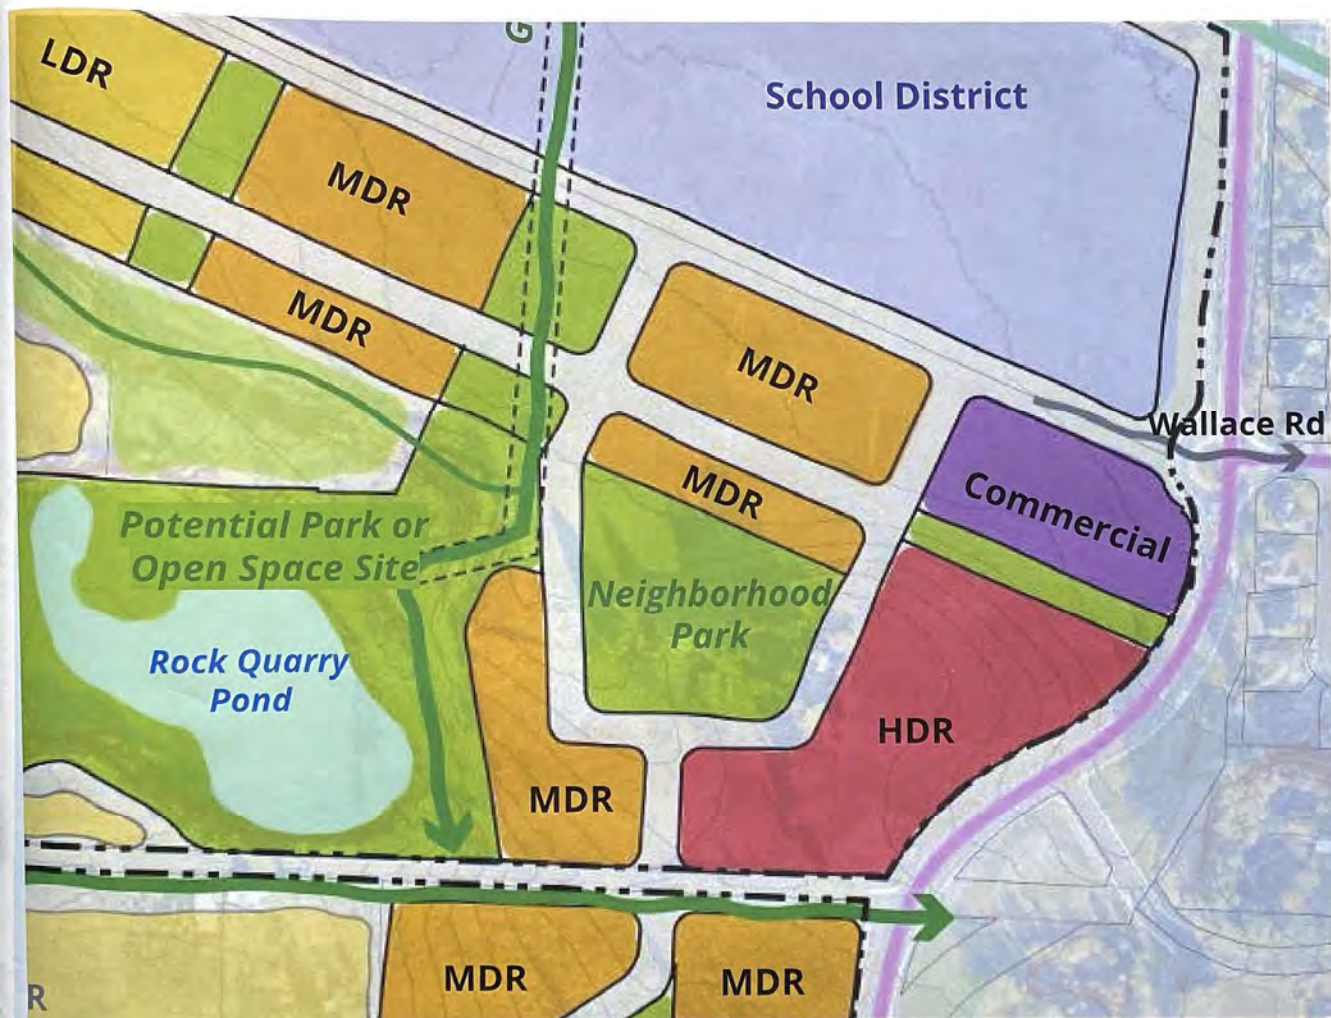 G
LDR
School District
MDR
MDR
MDR
Wallace Rd
MDR
Commercial
Potential Park or
Open Space Site
Neighborhood
Park
Rock Quarry
Pond
HDR
MDR
MDR
MDR
R